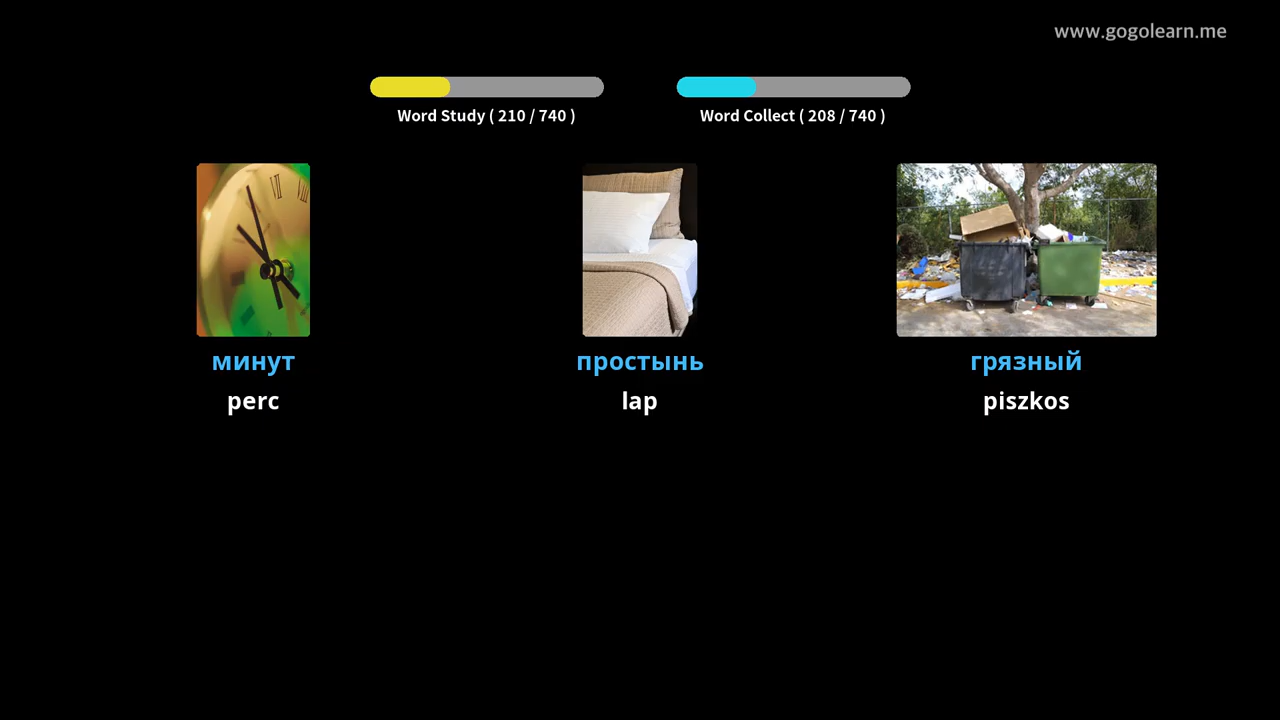 www.gogolearn.me
Word Study ( 210 / 740 )
Word Collect ( 208 / 740 )
минут
простынь
грязный
perc
lap
piszkos